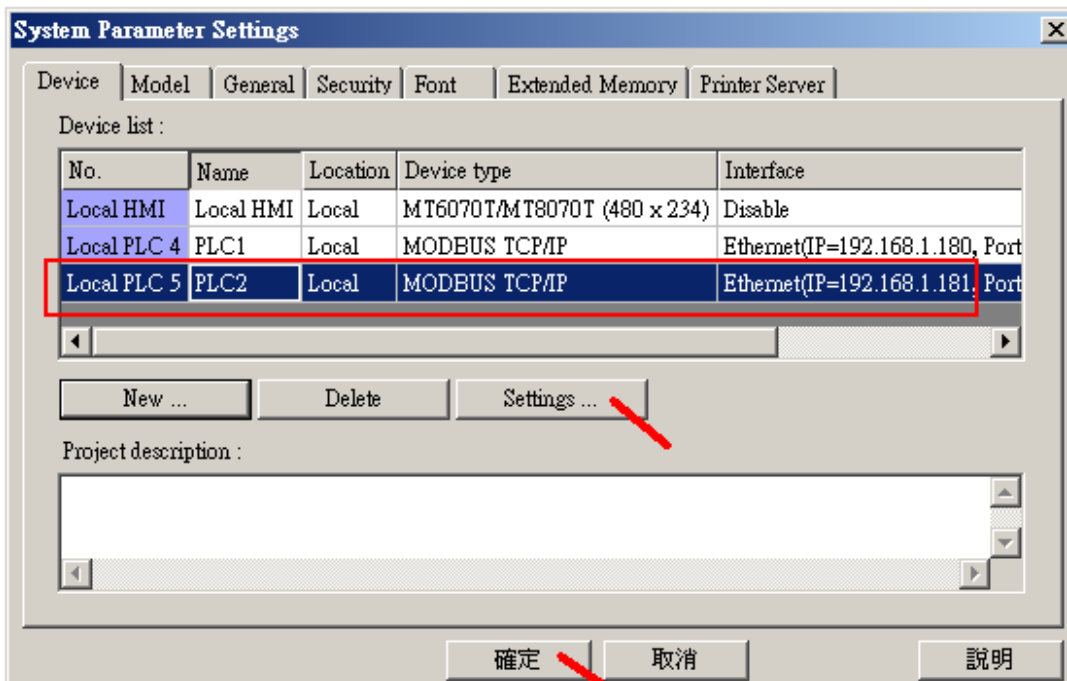 System Parameter Settings
Device Model General Security Font Extended Memory Printer Server
Device list :
No. Name Location Device type Interface
Local HMI Local HMI Local MT6070T/MT8070T (480 x 234) Disable
Local PLC 4 PLC1 Local MODBUS TCP/IP Ethernet(IP=192.168.1.180, Port
Local PLC 5 PLC2 Local MODBUS TCP/IP Ethernet(IP=192.168.1.181, Port
New ... Delete Settings ...
Project description :
確定 取消 説明